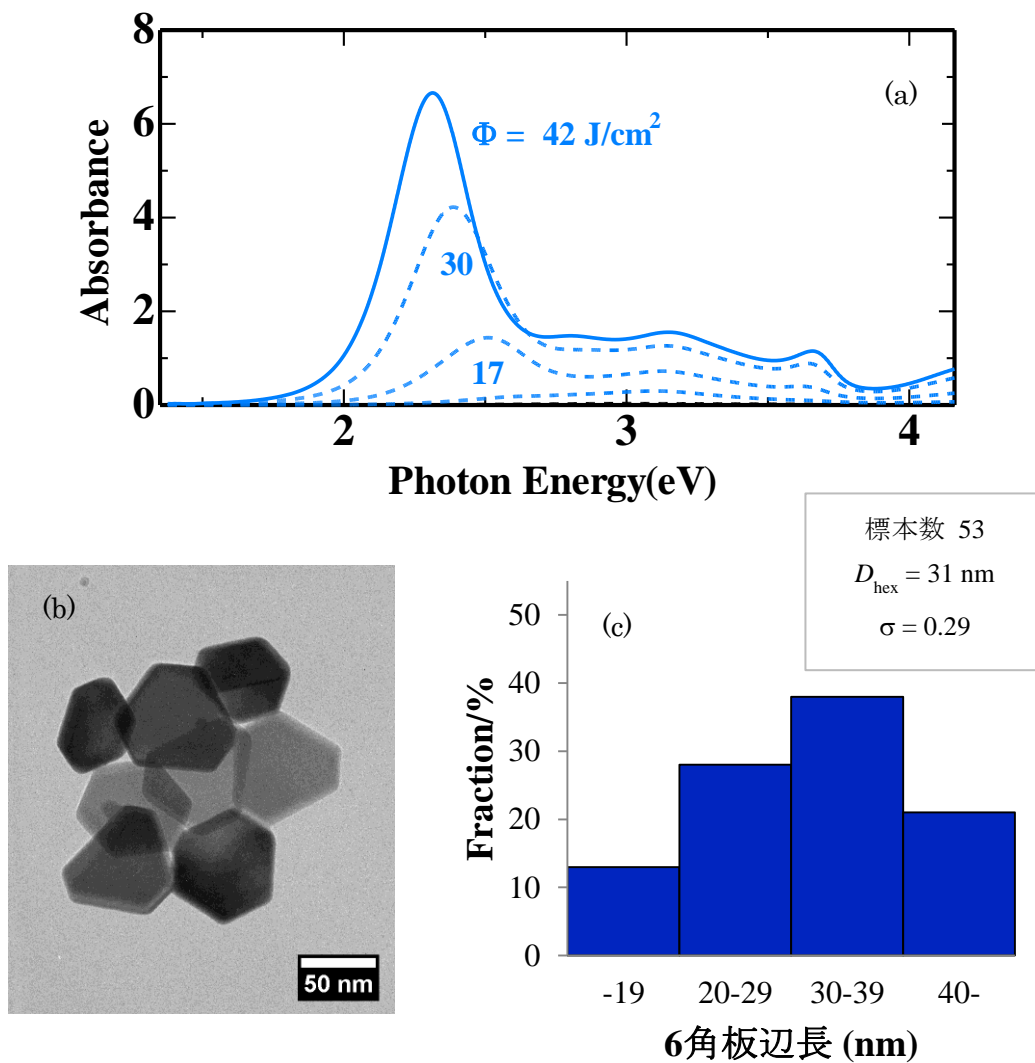 8
6
4
2
0
Absorbance
(a)
Φ = 42 J/cm²
30
17
2
3
4
Photon Energy(eV)
標本数 53
D_hex = 31 nm
σ = 0.29
(b)
50 nm
(c)
50
40
30
20
10
0
Fraction/%
-19 20-29 30-39 40-
6角板辺長 (nm)